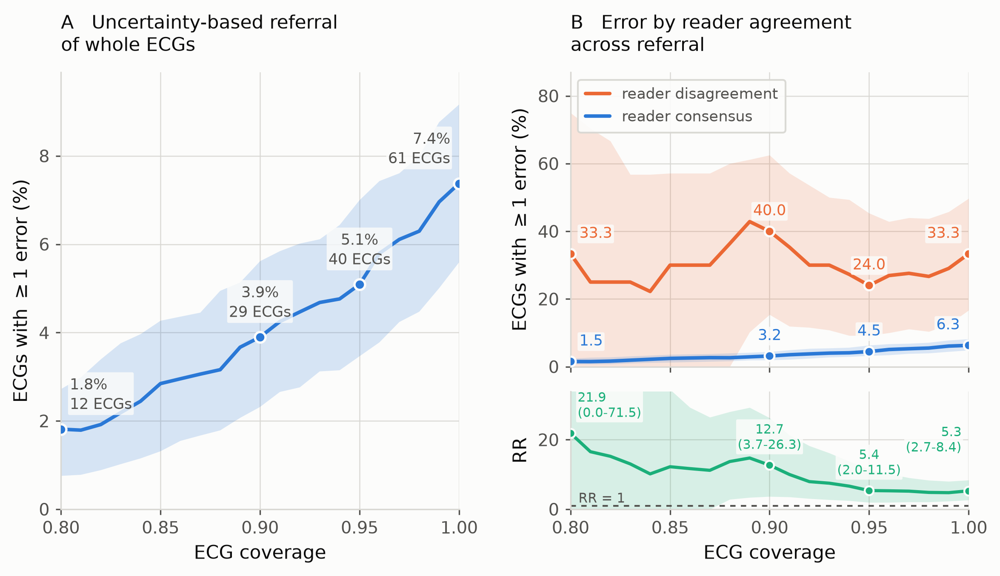 A   Uncertainty-based referral
of whole ECGs
ECGs with ≥ 1 error (%)
8
6
4
2
0
7.4%
61 ECGs
5.1%
40 ECGs
3.9%
29 ECGs
1.8%
12 ECGs
0.80 0.85 0.90 0.95 1.00
ECG coverage
B   Error by reader agreement
across referral
ECGs with ≥ 1 error (%)
80
60
40
20
0
reader disagreement
reader consensus
33.3
40.0
24.0
33.3
1.5
3.2
4.5
6.3
RR
20
0
21.9
(0.0-71.5)
12.7
(3.7-26.3)
5.4
(2.0-11.5)
5.3
(2.7-8.4)
RR = 1
0.80 0.85 0.90 0.95 1.00
ECG coverage